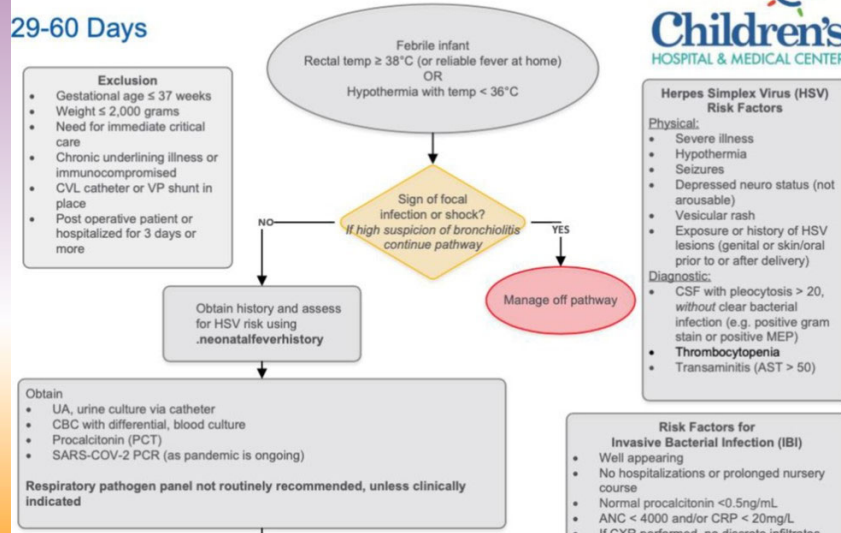 29-60 Days
Children's
HOSPITAL & MEDICAL CENTER
Febrile infant
Rectal temp ≥ 38°C (or reliable fever at home)
OR
Hypothermia with temp < 36°C
Exclusion
• Gestational age ≤ 37 weeks
• Weight ≤ 2,000 grams
• Need for immediate critical
care
• Chronic underlining illness or
immunocompromised
• CVL catheter or VP shunt in
place
• Post operative patient or
hospitalized for 3 days or
more
Sign of focal
infection or shock?
If high suspicion of bronchiolitis
continue pathway
NO
YES
Manage off pathway
Obtain history and assess
for HSV risk using
.neonatalfeverhistory
Obtain
• UA, urine culture via catheter
• CBC with differential, blood culture
• Procalcitonin (PCT)
• SARS-COV-2 PCR (as pandemic is ongoing)
Respiratory pathogen panel not routinely recommended, unless clinically
indicated
Herpes Simplex Virus (HSV)
Risk Factors
Physical:
• Severe illness
• Hypothermia
• Seizures
• Depressed neuro status (not
arousable)
• Vesicular rash
• Exposure or history of HSV
lesions (genital or skin/oral
prior to or after delivery)
Diagnostic:
• CSF with pleocytosis > 20,
without clear bacterial
infection (e.g. positive gram
stain or positive MEP)
• Thrombocytopenia
• Transaminitis (AST > 50)
Risk Factors for
Invasive Bacterial Infection (IBI)
• Well appearing
• No hospitalizations or prolonged nursery
course
• Normal procalcitonin <0.5ng/mL
• ANC < 4000 and/or CRP < 20mg/L
• If CXR performed, no discrete infiltrates